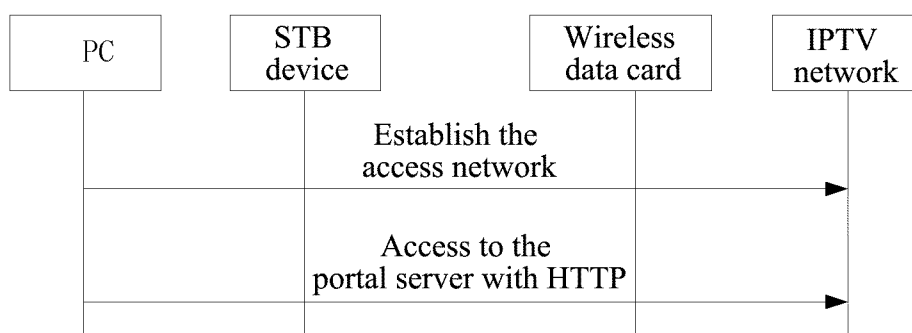 PC
STB
device
Wireless
data card
IPTV
network
Establish the
access network
Access to the
portal server with HTTP